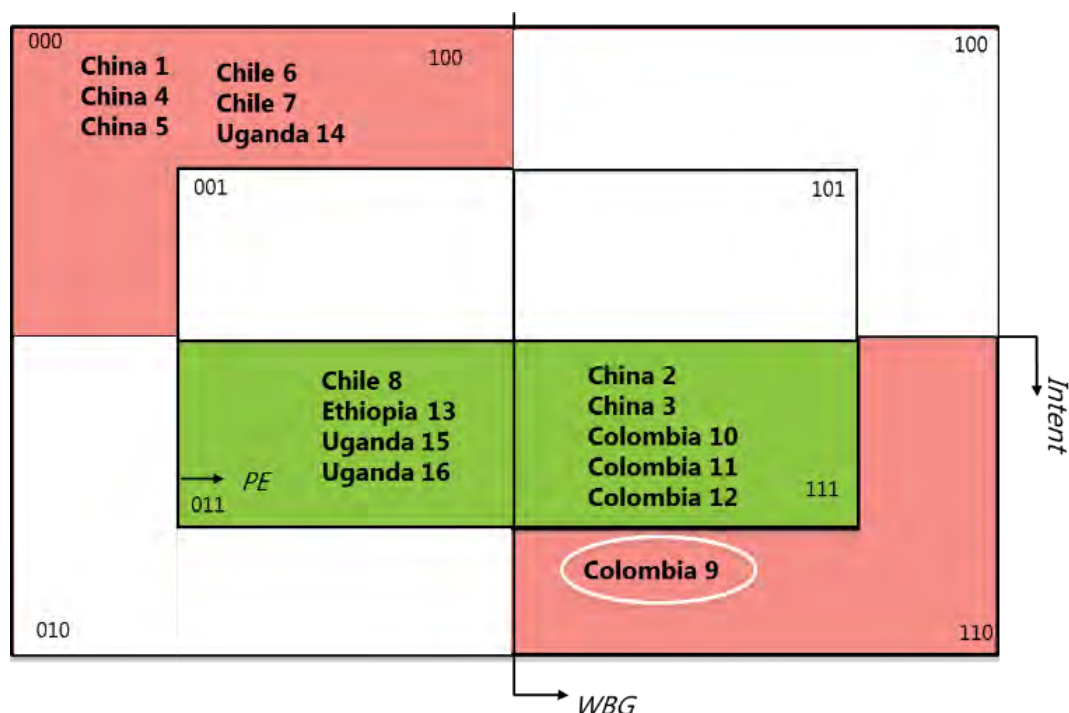 000
100
100
China 1
China 4
China 5
Chile 6
Chile 7
Uganda 14
001
101
Chile 8
Ethiopia 13
Uganda 15
Uganda 16
China 2
China 3
Colombia 10
Colombia 11
Colombia 12
Intent
PE
011
111
Colombia 9
010
110
WBG